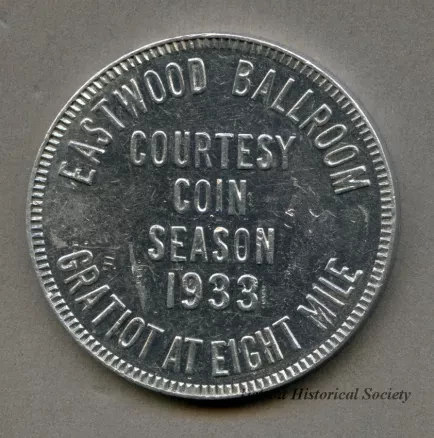 EASTWOOD BALLROOM
COURTESY
COIN
SEASON
1933
GRATIOT AT EIGHT MILE
Historical Society